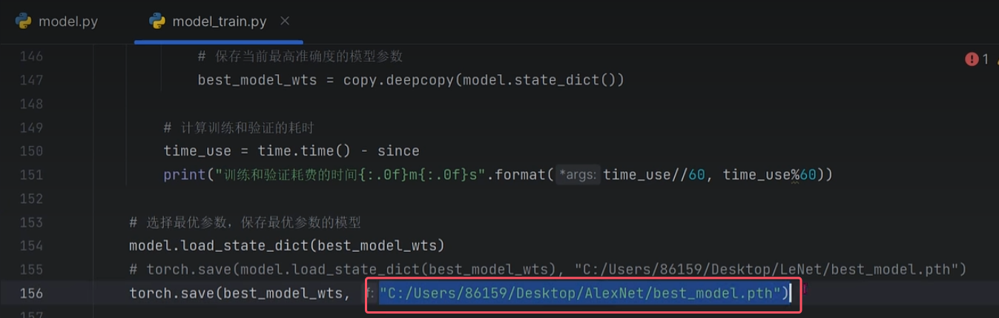 model.py model_train.py
1
146 # 保存当前最高准确度的模型参数
147 best_model_wts = copy.deepcopy(model.state_dict())
148
149 # 计算训练和验证的耗时
150 time_use = time.time() - since
151 print("训练和验证耗费的时间{:.0f}m{:.0f}s".format(*args: time_use//60, time_use%60))
152
153 # 选择最优参数，保存最优参数的模型
154 model.load_state_dict(best_model_wts)
155 # torch.save(model.load_state_dict(best_model_wts), "C:/Users/86159/Desktop/LeNet/best_model.pth")
156 torch.save(best_model_wts, f: "C:/Users/86159/Desktop/AlexNet/best_model.pth")
157